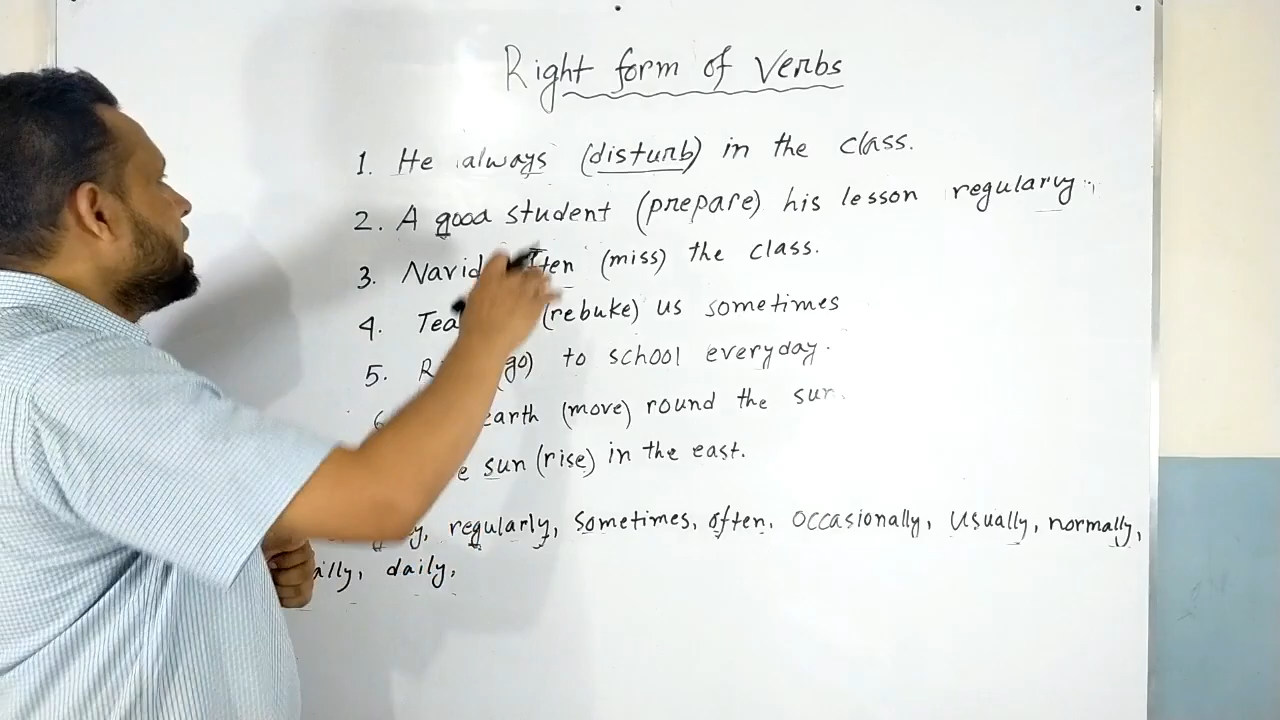 Right form of Verbs
1. He always (disturb) in the class.
2. A good student (prepare) his lesson regularly.
3. Navid (miss) the class.
4. (rebuke) us sometimes
5. (go) to school everyday.
earth (move) round the sun.
sun (rise) in the east.
regularly, sometimes, often, occasionally, usually, normally,
daily,